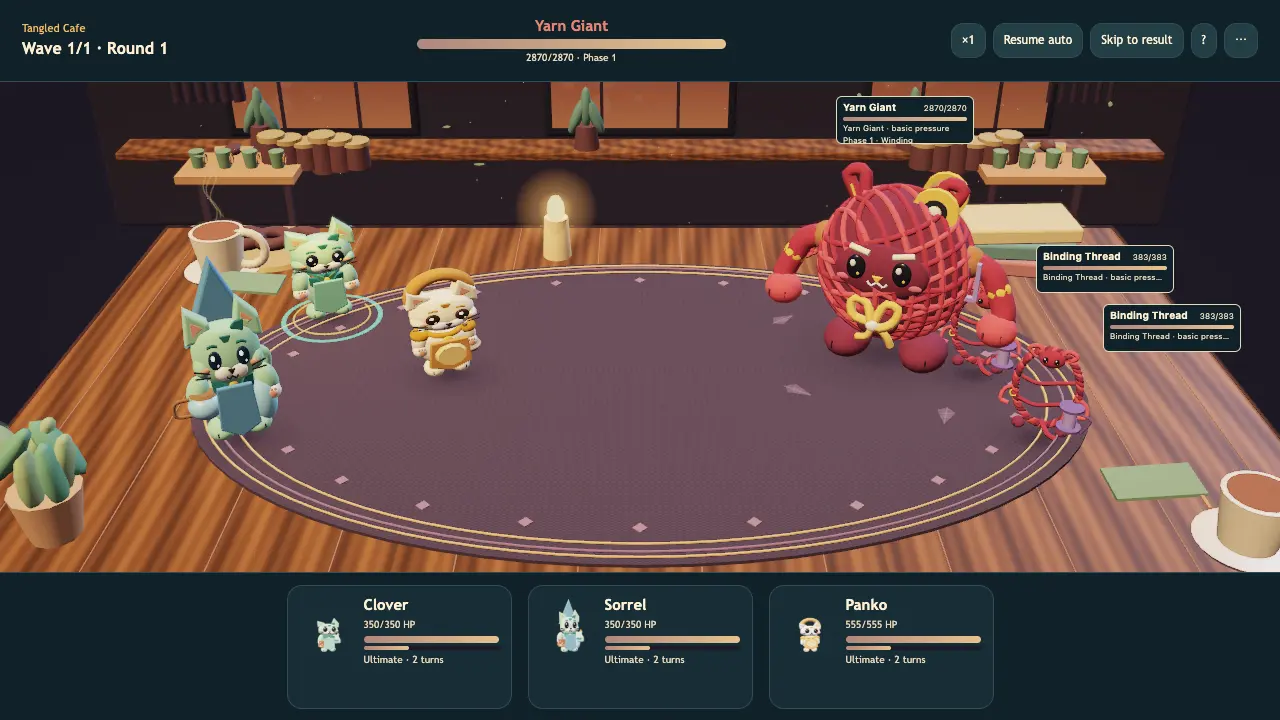 Tangled Cafe
Wave 1/1 · Round 1
Yarn Giant
2870/2870 · Phase 1
×1
Resume auto
Skip to result
?
···
Yarn Giant 2870/2870
Yarn Giant · basic pressure
Phase 1 · Winding
Binding Thread 383/383
Binding Thread · basic press...
Binding Thread 383/383
Binding Thread · basic press...
Clover
350/350 HP
Ultimate · 2 turns
Sorrel
350/350 HP
Ultimate · 2 turns
Panko
555/555 HP
Ultimate · 2 turns